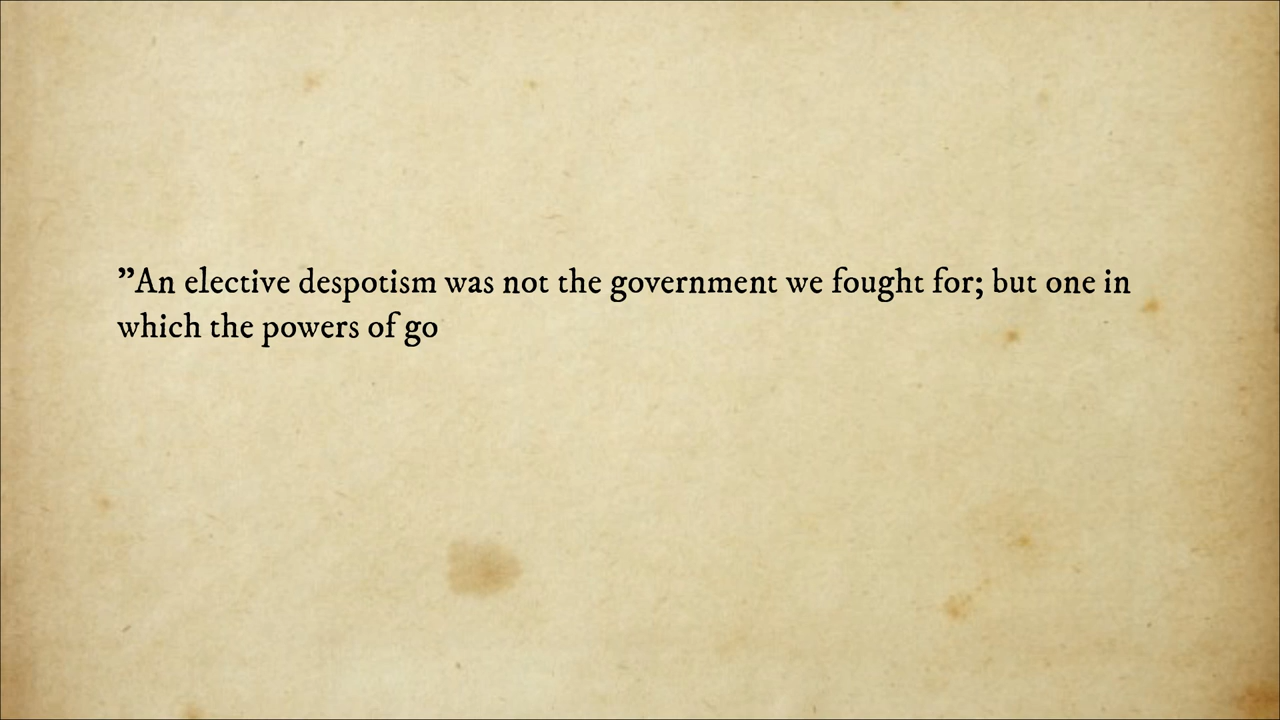 ”An elective despotism was not the government we fought for; but one in
which the powers of go